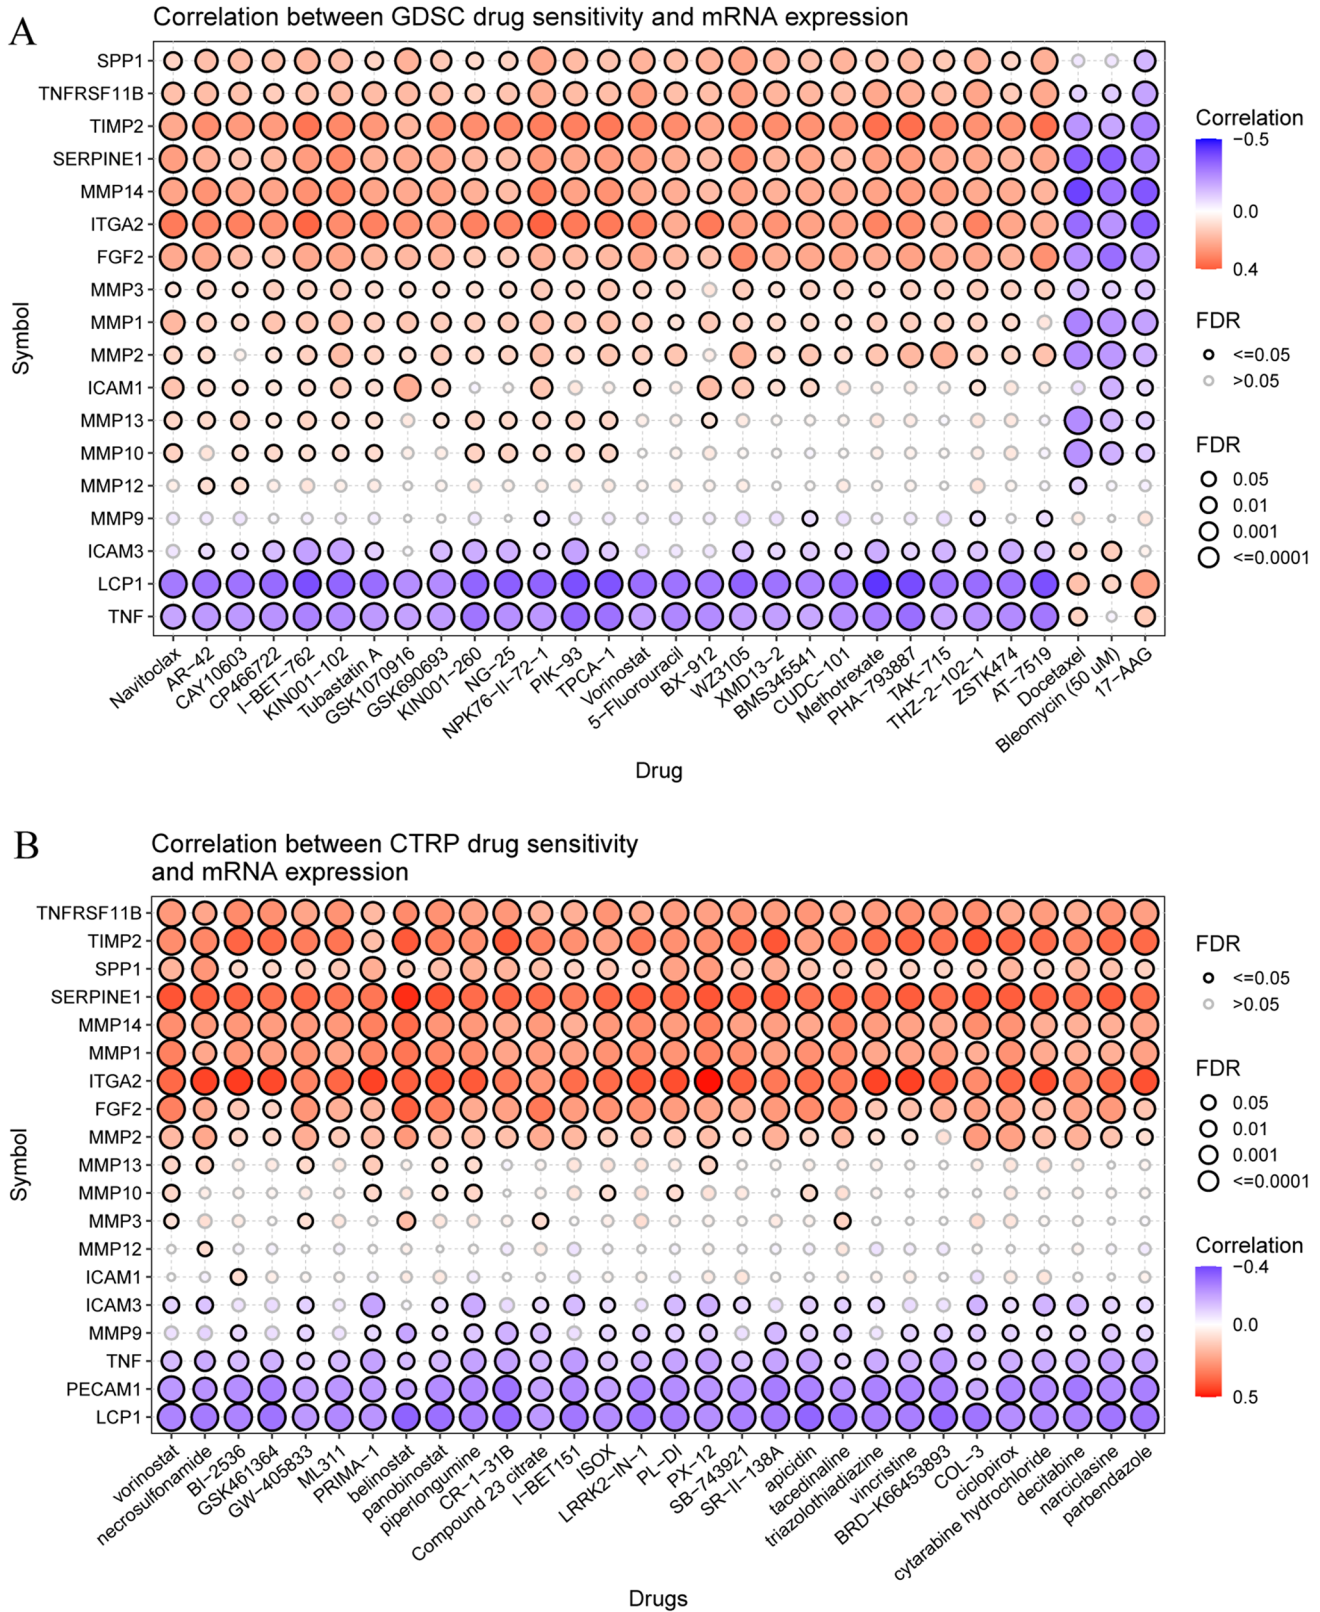 A
Correlation between GDSC drug sensitivity and mRNA expression
Symbol
SPP1
TNFRSF11B
TIMP2
SERPINE1
MMP14
ITGA2
FGF2
MMP3
MMP1
MMP2
ICAM1
MMP13
MMP10
MMP12
MMP9
ICAM3
LCP1
TNF
Navitoclax
AR-42
CAY10603
CP466722
I-BET-762
KIN001-102
Tubastatin A
GSK1070916
GSK690693
KIN001-260
NG-25
NPK76-II-72-1
PIK-93
TPCA-1
Vorinostat
5-Fluorouracil
BX-912
WZ3105
XMD13-2
BMS345541
CUDC-101
Methotrexate
PHA-793887
TAK-715
THZ-2-102-1
ZSTK474
AT-7519
Docetaxel
Bleomycin (50 uM)
17-AAG
Drug
Correlation
-0.5
0.0
0.4
FDR
<=0.05
>0.05
FDR
0.05
0.01
0.001
<=0.0001
B
Correlation between CTRP drug sensitivity
and mRNA expression
Symbol
TNFRSF11B
TIMP2
SPP1
SERPINE1
MMP14
MMP1
ITGA2
FGF2
MMP2
MMP13
MMP10
MMP3
MMP12
ICAM1
ICAM3
MMP9
TNF
PECAM1
LCP1
vorinostat
necrosulfonamide
BI-2536
GSK461364
GW-405833
ML311
PRIMA-1
belinostat
panobinostat
piperlongumine
CR-1-31B
Compound 23 citrate
I-BET151
ISOX
LRRK2-IN-1
PL-DI
PX-12
SB-743921
SR-II-138A
apicidin
tacedinaline
triazolothiadiazine
vincristine
BRD-K66453893
COL-3
ciclopirox
cytarabine hydrochloride
decitabine
narciclasine
parbendazole
Drugs
FDR
<=0.05
>0.05
FDR
0.05
0.01
0.001
<=0.0001
Correlation
-0.4
0.0
0.5